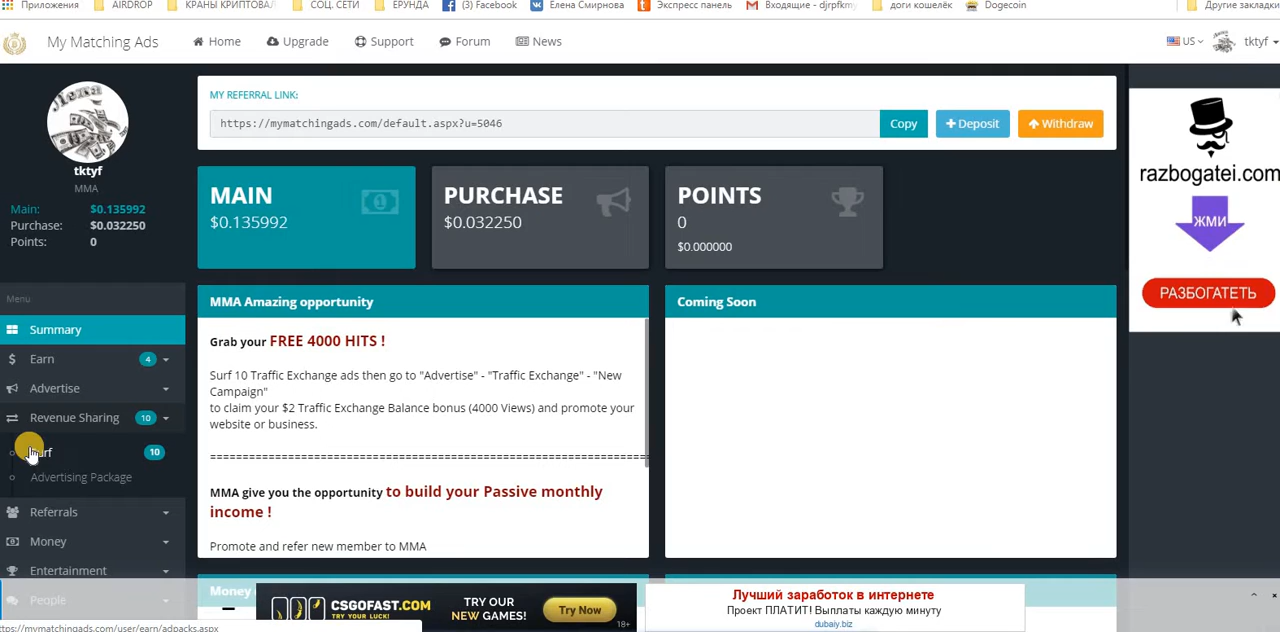 Приложения AIRDROP КРАНЫ КРИПТОВАЛ СОЦ. СЕТИ ЕРУНДА (3) Facebook Елена Смирнова Экспресс панель Входящие - djrpfkmy доги кошелёк Dogecoin Другие закладки
My Matching Ads Home Upgrade Support Forum News US tktyf
Лена
tktyf
MMA
Main: $0.135992
Purchase: $0.032250
Points: 0
Menu
Summary
Earn 4
Advertise
Revenue Sharing 10
Surf 10
Advertising Package
Referrals
Money
Entertainment
People
MY REFERRAL LINK:
https://mymatchingads.com/default.aspx?u=5046 Copy Deposit Withdraw
MAIN
$0.135992
PURCHASE
$0.032250
POINTS
0
$0.000000
MMA Amazing opportunity
Grab your FREE 4000 HITS !
Surf 10 Traffic Exchange ads then go to "Advertise" - "Traffic Exchange" - "New
Campaign"
to claim your $2 Traffic Exchange Balance bonus (4000 Views) and promote your
website or business.
MMA give you the opportunity to build your Passive monthly
income !
Promote and refer new member to MMA
Coming Soon
razbogatei.com
ЖМИ
РАЗБОГАТЕТЬ
Money
CSGOFAST.COM
TRY YOUR LUCK!
TRY OUR
NEW GAMES!
Try Now
18+
Лучший заработок в интернете
Проект ПЛАТИТ! Выплаты каждую минуту
dubaiy.biz
https://mymatchingads.com/user/earn/adpacks.aspx